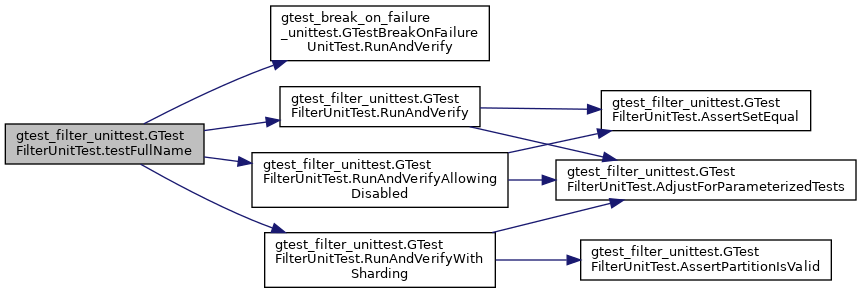 gtest_break_on_failure
_unittest.GTestBreakOnFailure
UnitTest.RunAndVerify
gtest_filter_unittest.GTest
FilterUnitTest.testFullName
gtest_filter_unittest.GTest
FilterUnitTest.RunAndVerify
gtest_filter_unittest.GTest
FilterUnitTest.RunAndVerifyAllowing
Disabled
gtest_filter_unittest.GTest
FilterUnitTest.RunAndVerifyWith
Sharding
gtest_filter_unittest.GTest
FilterUnitTest.AssertSetEqual
gtest_filter_unittest.GTest
FilterUnitTest.AdjustForParameterizedTests
gtest_filter_unittest.GTest
FilterUnitTest.AssertPartitionIsValid